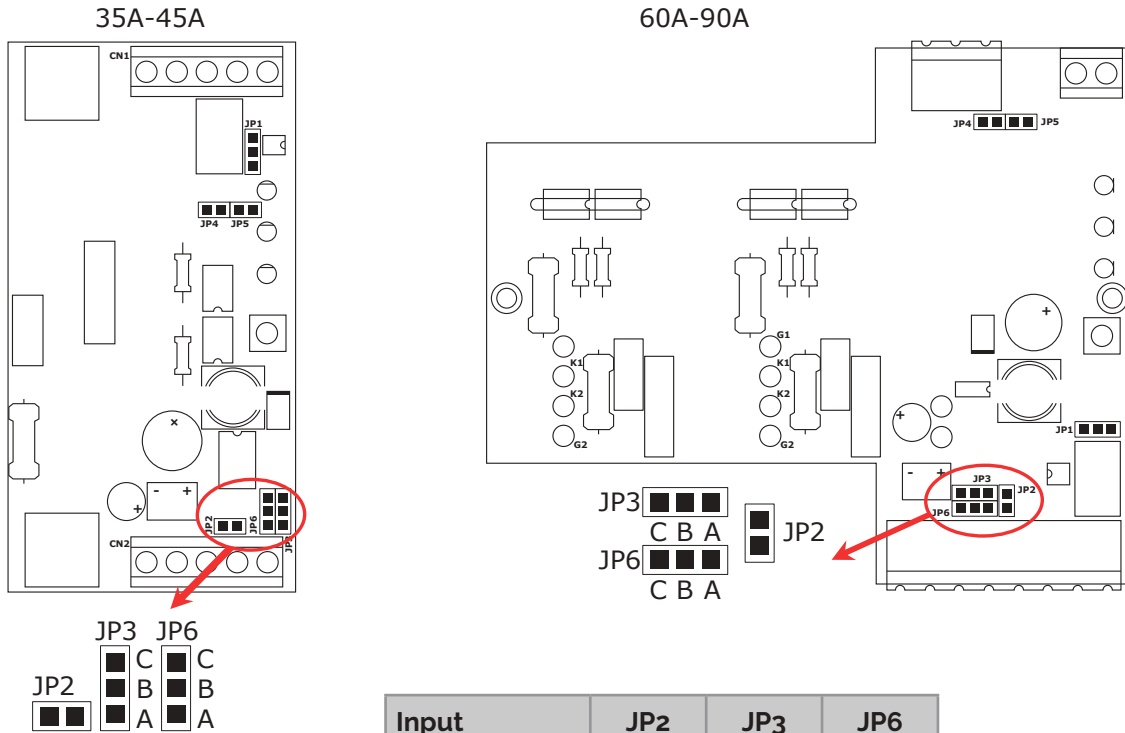 35A-45A
CN1
JP1
JP4 JP5
- +
+
JP2
JP6
CN2
JP3 JP6
C C
B B
JP2
A A
60A-90A
JP4 JP5
+
G1
K1 K1
K2 K2
G2 G2
+
JP1
- +
JP3
JP2
JP6
JP3
C B A
JP2
JP6
C B A
Input JP2 JP3 JP6